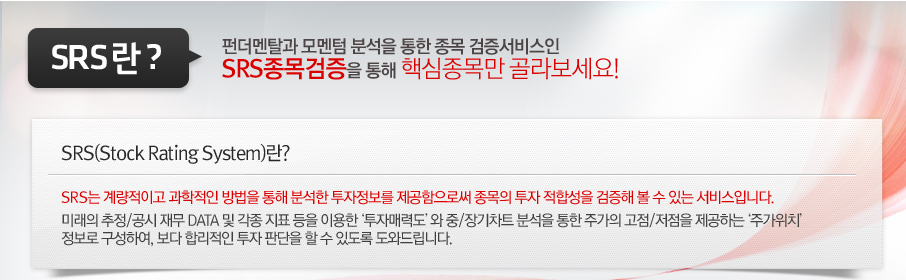 SRS란?
펀더멘탈과 모멘텀 분석을 통한 종목 검증서비스인
SRS종목검증을 통해 핵심종목만 골라보세요!
SRS(Stock Rating System)란?
SRS는 계량적이고 과학적인 방법을 통해 분석한 투자정보를 제공함으로써 종목의 투자 적합성을 검증해 볼 수 있는 서비스입니다.
미래의 추정/공시 재무 DATA 및 각종 지표 등을 이용한 '투자매력도' 와 중/장기차트 분석을 통한 주가의 고점/저점을 제공하는 '주가위치'
정보로 구성하여, 보다 합리적인 투자 판단을 할 수 있도록 도와드립니다.